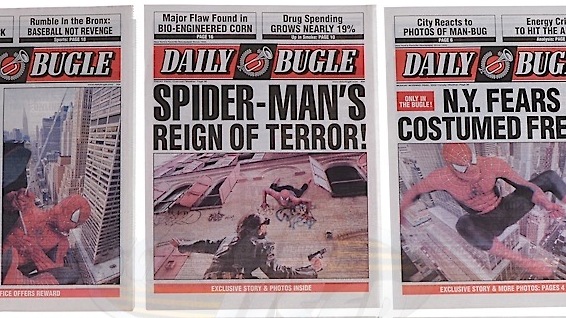 Rumble in the Bronx:
BASEBALL NOT REVENGE
Sports: PAGE 16
BUGLE
FICE OFFERS REWARD
Major Flaw Found in
BIO-ENGINEERED CORN
PAGE 16
Drug Spending
GROWS NEARLY 19%
DAILY BUGLE
SPIDER-MAN'S
REIGN OF TERROR!
EXCLUSIVE STORY & PHOTOS INSIDE
City Reacts to
PHOTOS OF MAN-BUG
PAGE 6
Energy Cri
TO HIT THE A
DAILY BUG
ONLY IN
THE BUGLE!
N.Y. FEARS
COSTUMED FRE
EXCLUSIVE STORY & MORE PHOTOS: PAGES 4